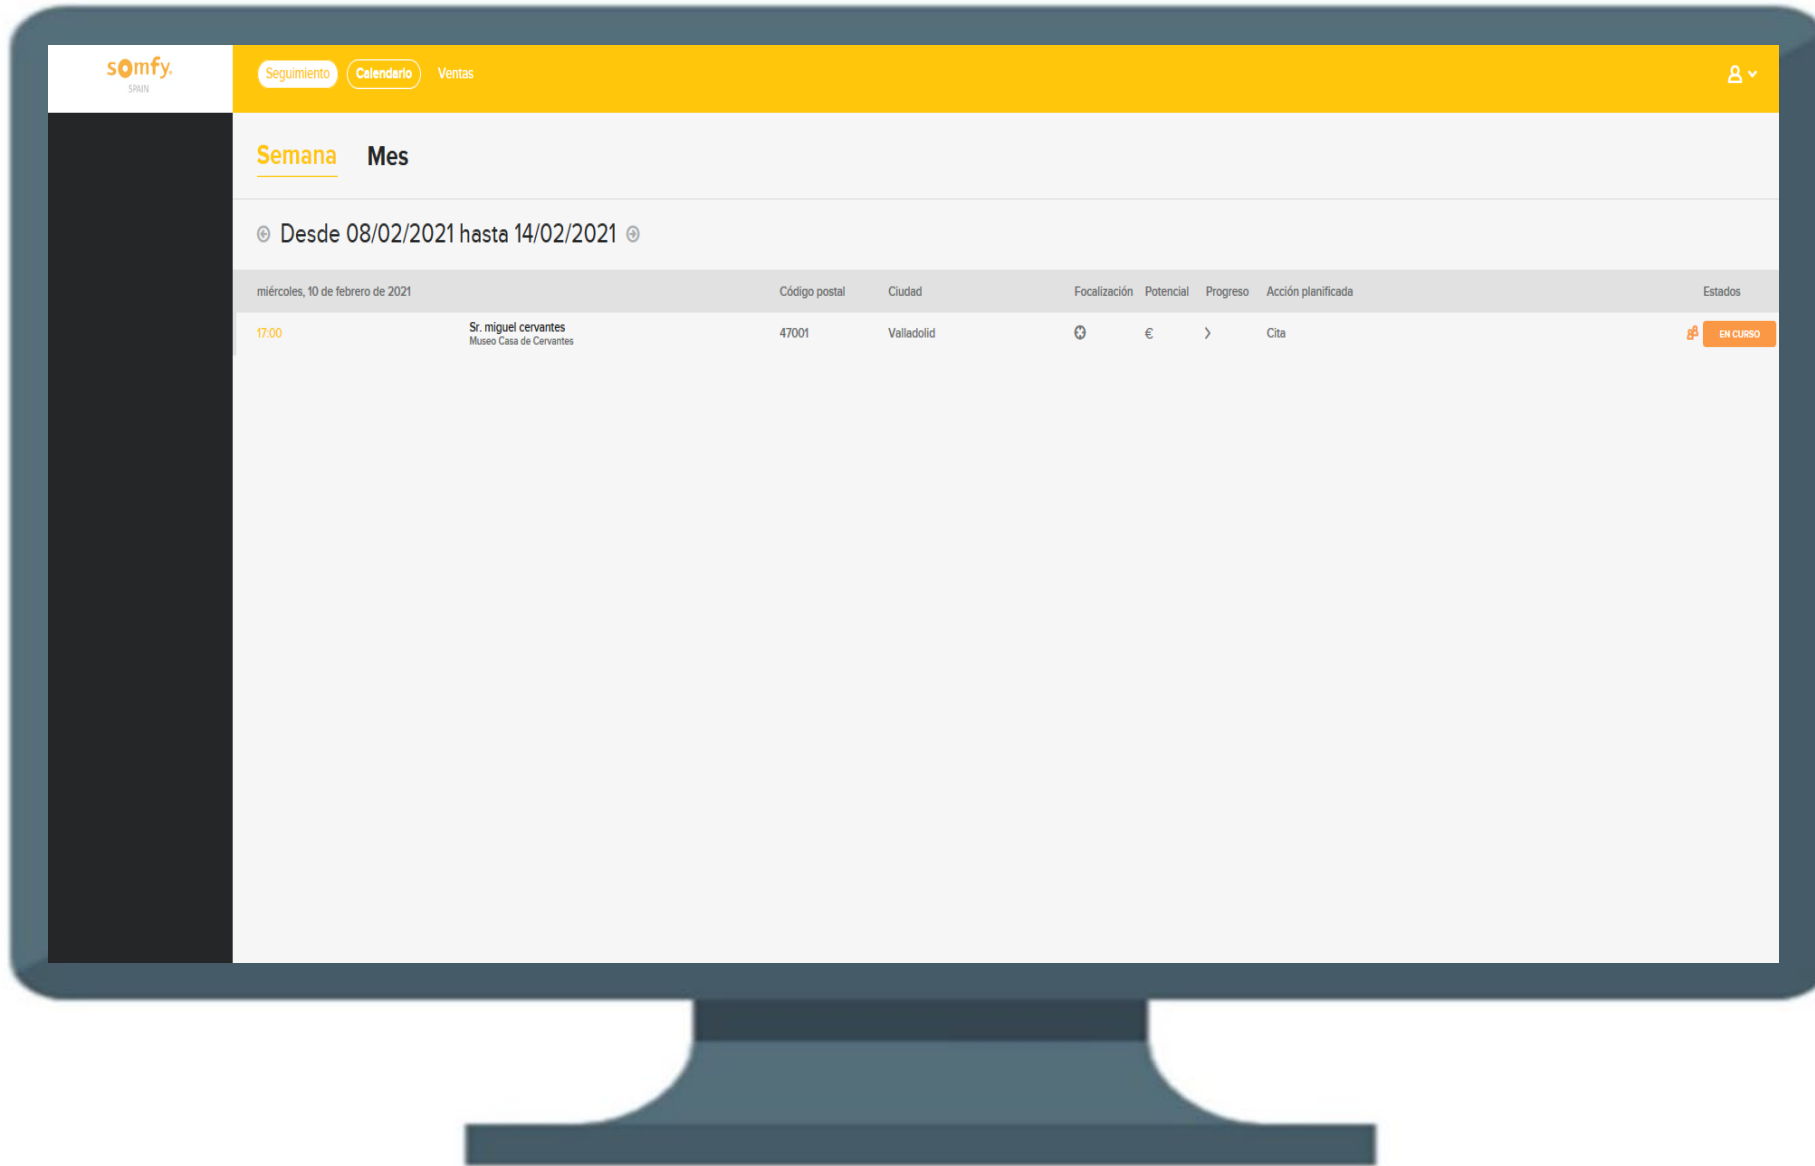 somfy.
SPAIN
Seguimiento Calendario Ventas
Semana Mes
Desde 08/02/2021 hasta 14/02/2021
miércoles, 10 de febrero de 2021 Código postal Ciudad Focalización Potencial Progreso Acción planificada Estados
17:00 Sr. miguel cervantes 47001 Valladolid € Cita EN CURSO
Museo Casa de Cervantes